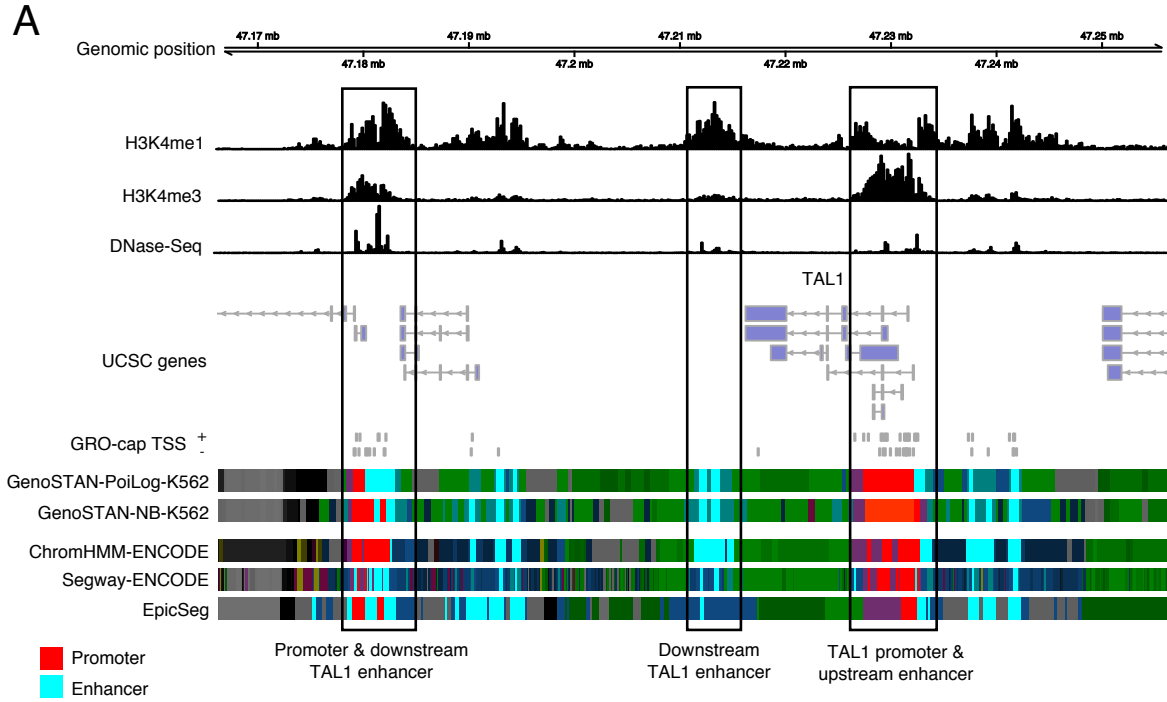 A
Genomic position
47.17 mb 47.19 mb 47.21 mb 47.23 mb 47.25 mb
47.18 mb 47.2 mb 47.22 mb 47.24 mb
H3K4me1
H3K4me3
DNase-Seq
TAL1
UCSC genes
GRO-cap TSS +
-
GenoSTAN-PoiLog-K562
GenoSTAN-NB-K562
ChromHMM-ENCODE
Segway-ENCODE
EpicSeg
Promoter
Enhancer
Promoter & downstream
TAL1 enhancer
Downstream
TAL1 enhancer
TAL1 promoter &
upstream enhancer